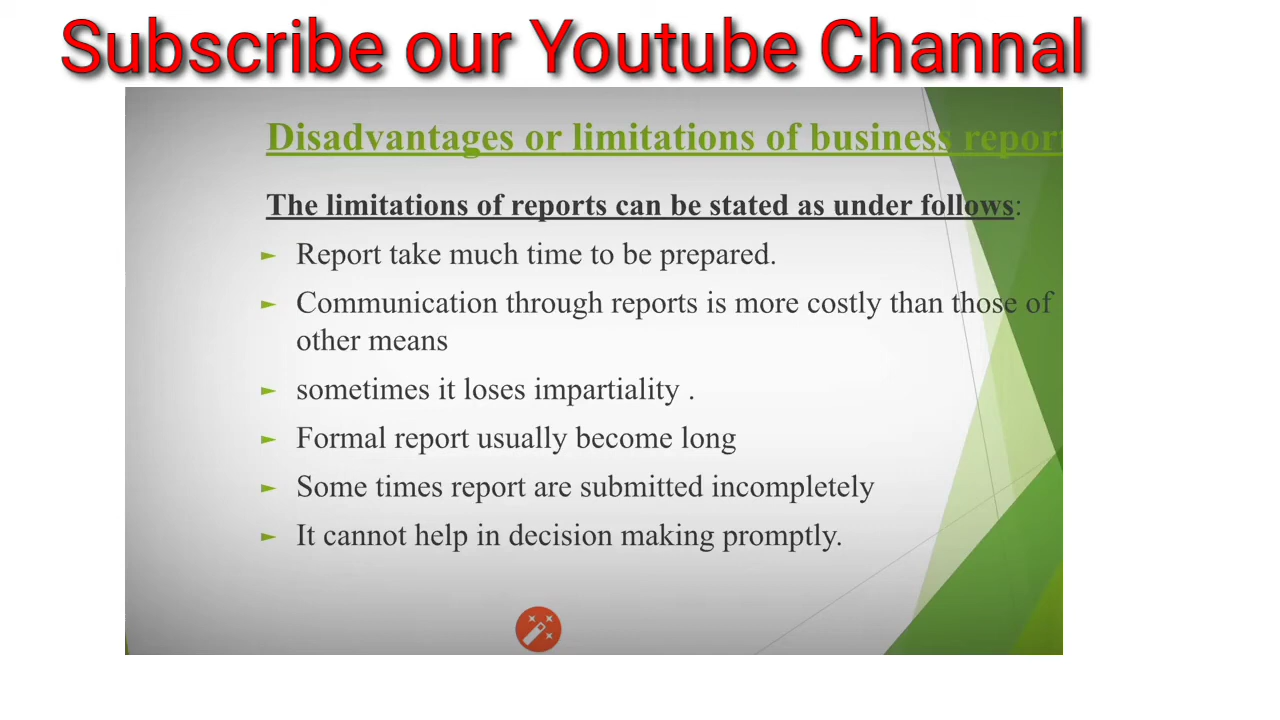 Subscribe our Youtube Channal
Disadvantages or limitations of business report
The limitations of reports can be stated as under follows:
► Report take much time to be prepared.
► Communication through reports is more costly than those of
other means
► sometimes it loses impartiality .
► Formal report usually become long
► Some times report are submitted incompletely
► It cannot help in decision making promptly.